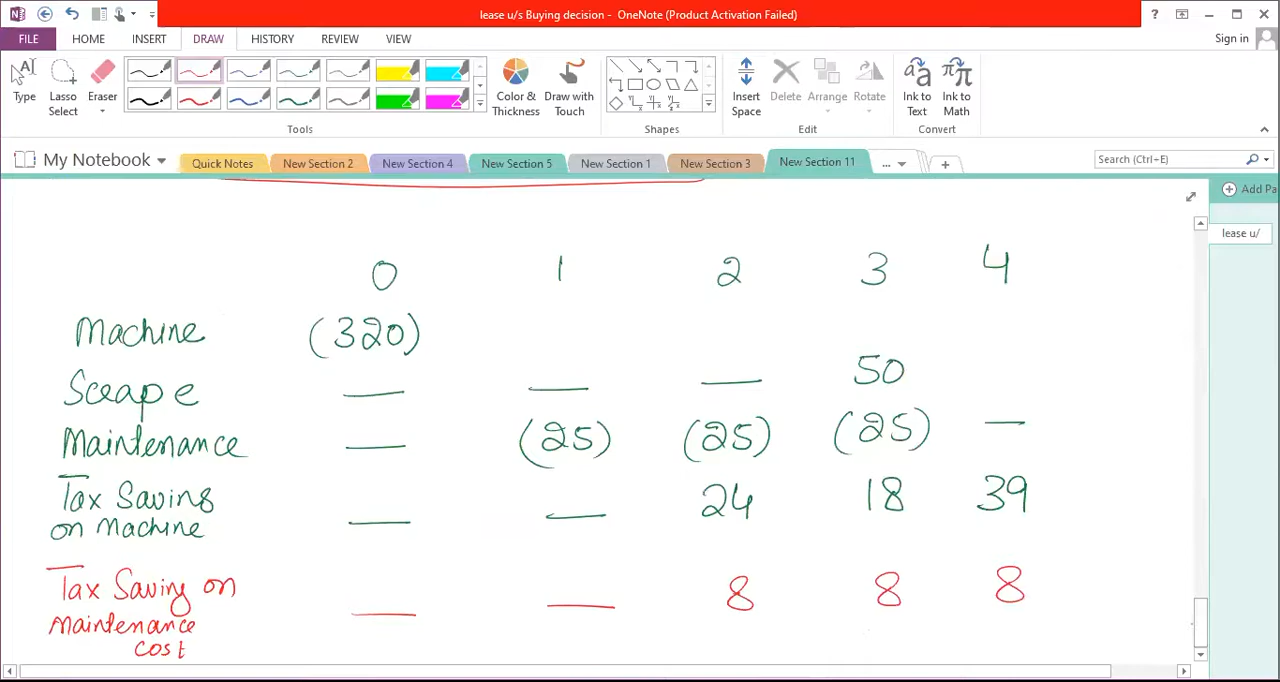 lease u/s Buying decision - OneNote (Product Activation Failed)
Sign in
FILE HOME INSERT DRAW HISTORY REVIEW VIEW
Type
Lasso Select
Eraser
Color & Thickness
Draw with Touch
Insert Space
Delete
Arrange
Rotate
Ink to Text
Ink to Math
Tools Shapes Edit Convert
My Notebook Quick Notes New Section 2 New Section 4 New Section 5 New Section 1 New Section 3 New Section 11 ... Search (Ctrl+E)
Add Pa
lease u/
0 1 2 3 4
Machine (320)
Scrape — — — 50
Maintenance — (25) (25) (25) —
Tax Saving on Machine — — 24 18 39
Tax Saving on Maintenance cost — — 8 8 8